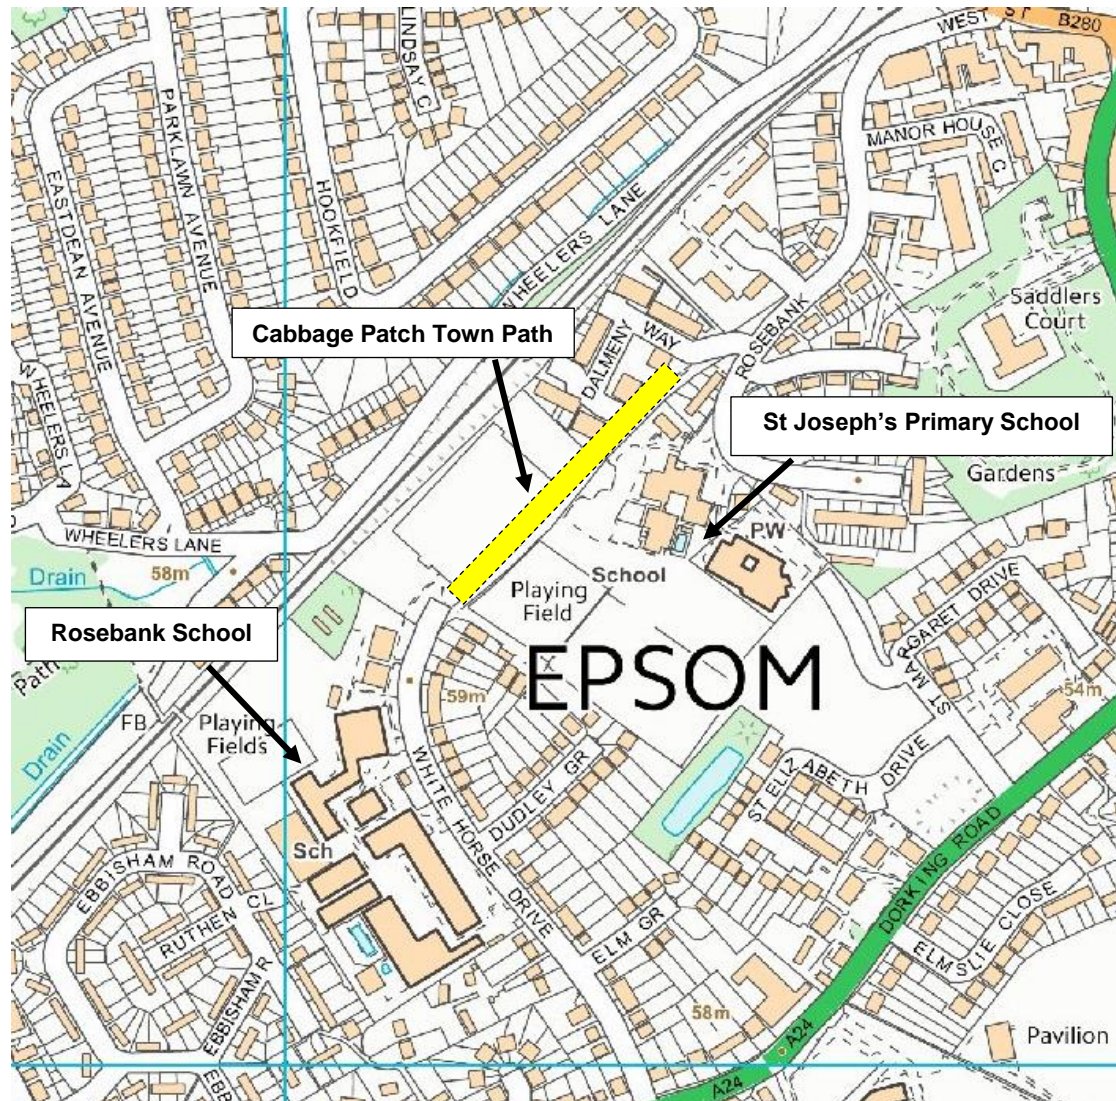 LINDSAY C
WEST ST
B280
PARKLAWN AVENUE
EASTDEAN AVENUE
HOOKFIELD
MANOR HOUSE C
WHEELERS LANE
Saddlers
Court
Cabbage Patch Town Path
DALMENY
WAY
ROSEBANK
St Joseph's Primary School
Gardens
WHEELERS LANE
PW
Drain
58m
School
Playing
Field
Rosebank School
EPSOM
ST MARGARET DRIVE
Path
59m
54m
FB
Playing
Fields
Drain
WHITE HORSE DRIVE
DUDLEY GR
ST ELIZABETH DRIVE
Sch
EBBISHAM ROAD
RUTHEN CL
DORKING ROAD
ELM GR
ELMSLIE CLOSE
EBBISHAM R
58m
A24
Pavilion
A24